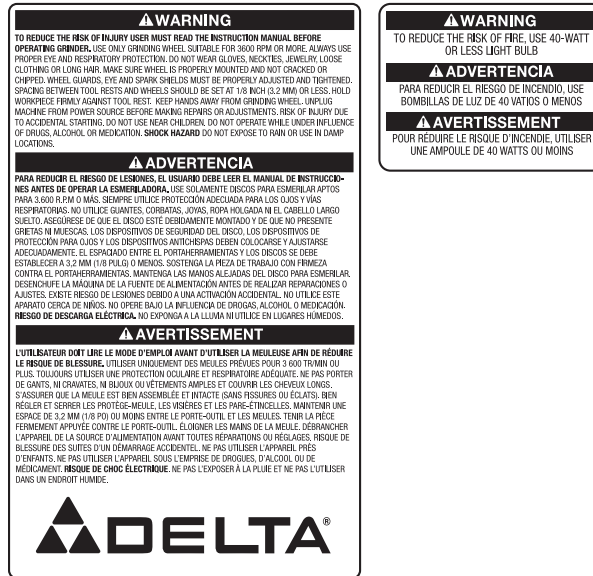 WARNING
TO REDUCE THE RISK OF INJURY USER MUST READ THE INSTRUCTION MANUAL BEFORE
OPERATING GRINDER. USE ONLY GRINDING WHEEL SUITABLE FOR 3600 RPM OR MORE. ALWAYS USE
PROPER EYE AND RESPIRATORY PROTECTION. DO NOT WEAR GLOVES, NECKTIES, JEWELRY, LOOSE
CLOTHING OR LONG HAIR. MAKE SURE WHEEL IS PROPERLY MOUNTED AND NOT CRACKED OR
CHIPPED. WHEEL GUARDS, EYE AND SPARK SHIELDS MUST BE PROPERLY ADJUSTED AND TIGHTENED.
SPACING BETWEEN TOOL RESTS AND WHEELS SHOULD BE SET AT 1/8 INCH (3.2 MM) OR LESS. HOLD
WORKPIECE FIRMLY AGAINST TOOL REST. KEEP HANDS AWAY FROM GRINDING WHEEL. UNPLUG
MACHINE FROM POWER SOURCE BEFORE MAKING REPAIRS OR ADJUSTMENTS. RISK OF INJURY DUE
TO ACCIDENTAL STARTING. DO NOT USE NEAR CHILDREN. DO NOT OPERATE WHILE UNDER INFLUENCE
OF DRUGS, ALCOHOL OR MEDICATION. SHOCK HAZARD DO NOT EXPOSE TO RAIN OR USE IN DAMP
LOCATIONS.
ADVERTENCIA
PARA REDUCIR EL RIESGO DE LESIONES, EL USUARIO DEBE LEER EL MANUAL DE INSTRUCCIO-
NES ANTES DE OPERAR LA ESMERILADORA. USE SOLAMENTE DISCOS PARA ESMERILAR APTOS
PARA 3.600 R.P.M O MÁS. SIEMPRE UTILICE PROTECCIÓN ADECUADA PARA LOS OJOS Y VÍAS
RESPIRATORIAS. NO UTILICE GUANTES, CORBATAS, JOYAS, ROPA HOLGADA NI EL CABELLO LARGO
SUELTO. ASEGÚRESE DE QUE EL DISCO ESTÉ DEBIDAMENTE MONTADO Y DE QUE NO PRESENTE
GRIETAS NI MUESCAS. LOS DISPOSITIVOS DE SEGURIDAD DEL DISCO, LOS DISPOSITIVOS DE
PROTECCIÓN PARA OJOS Y LOS DISPOSITIVOS ANTICHISPAS DEBEN COLOCARSE Y AJUSTARSE
ADECUADAMENTE. EL ESPACIADO ENTRE EL PORTAHERRAMIENTAS Y LOS DISCOS SE DEBE
ESTABLECER A 3,2 MM (1/8 PULG) O MENOS. SOSTENGA LA PIEZA DE TRABAJO CON FIRMEZA
CONTRA EL PORTAHERRAMIENTAS. MANTENGA LAS MANOS ALEJADAS DEL DISCO PARA ESMERILAR.
DESENCHUFE LA MÁQUINA DE LA FUENTE DE ALIMENTACIÓN ANTES DE REALIZAR REPARACIONES O
AJUSTES. EXISTE RIESGO DE LESIONES DEBIDO A UNA ACTIVACIÓN ACCIDENTAL. NO UTILICE ESTE
APARATO CERCA DE NIÑOS. NO OPERE BAJO LA INFLUENCIA DE DROGAS, ALCOHOL O MEDICACIÓN.
RIESGO DE DESCARGA ELÉCTRICA. NO EXPONGA A LA LLUVIA NI UTILICE EN LUGARES HÚMEDOS.
AVERTISSEMENT
L'UTILISATEUR DOIT LIRE LE MODE D'EMPLOI AVANT D'UTILISER LA MEULEUSE AFIN DE RÉDUIRE
LE RISQUE DE BLESSURE. UTILISER UNIQUEMENT DES MEULES PRÉVUES POUR 3 600 TR/MIN OU
PLUS. TOUJOURS UTILISER UNE PROTECTION OCULAIRE ET RESPIRATOIRE ADÉQUATE. NE PAS PORTER
DE GANTS, NI CRAVATES, NI BIJOUX OU VÊTEMENTS AMPLES ET COUVRIR LES CHEVEUX LONGS.
S'ASSURER QUE LA MEULE EST BIEN ASSEMBLÉE ET INTACTE (SANS FISSURES OU ÉCLATS). BIEN
RÉGLER ET SERRER LES PROTÈGE-MEULE, LES VISIÈRES ET LES PARE-ÉTINCELLES. MAINTENIR UNE
ESPACE DE 3,2 MM (1/8 PO) OU MOINS ENTRE LE PORTE-OUTIL ET LES MEULES. TENIR LA PIÈCE
FERMEMENT APPUYÉE CONTRE LE PORTE-OUTIL. ÉLOIGNER LES MAINS DE LA MEULE. DÉBRANCHER
L'APPAREIL DE LA SOURCE D'ALIMENTATION AVANT TOUTES RÉPARATIONS OU RÉGLAGES. RISQUE DE
BLESSURE DES SUITES D'UN DÉMARRAGE ACCIDENTEL. NE PAS UTILISER L'APPAREIL PRÈS
D'ENFANTS. NE PAS UTILISER L'APPAREIL SOUS L'EMPRISE DE DROGUES, D'ALCOOL OU DE
MÉDICAMENT. RISQUE DE CHOC ÉLECTRIQUE. NE PAS L'EXPOSER À LA PLUIE ET NE PAS L'UTILISER
DANS UN ENDROIT HUMIDE.
DELTA®
WARNING
TO REDUCE THE RISK OF FIRE, USE 40-WATT
OR LESS LIGHT BULB
ADVERTENCIA
PARA REDUCIR EL RIESGO DE INCENDIO, USE
BOMBILLAS DE LUZ DE 40 VATIOS O MENOS
AVERTISSEMENT
POUR RÉDUIRE LE RISQUE D'INCENDIE, UTILISER
UNE AMPOULE DE 40 WATTS OU MOINS